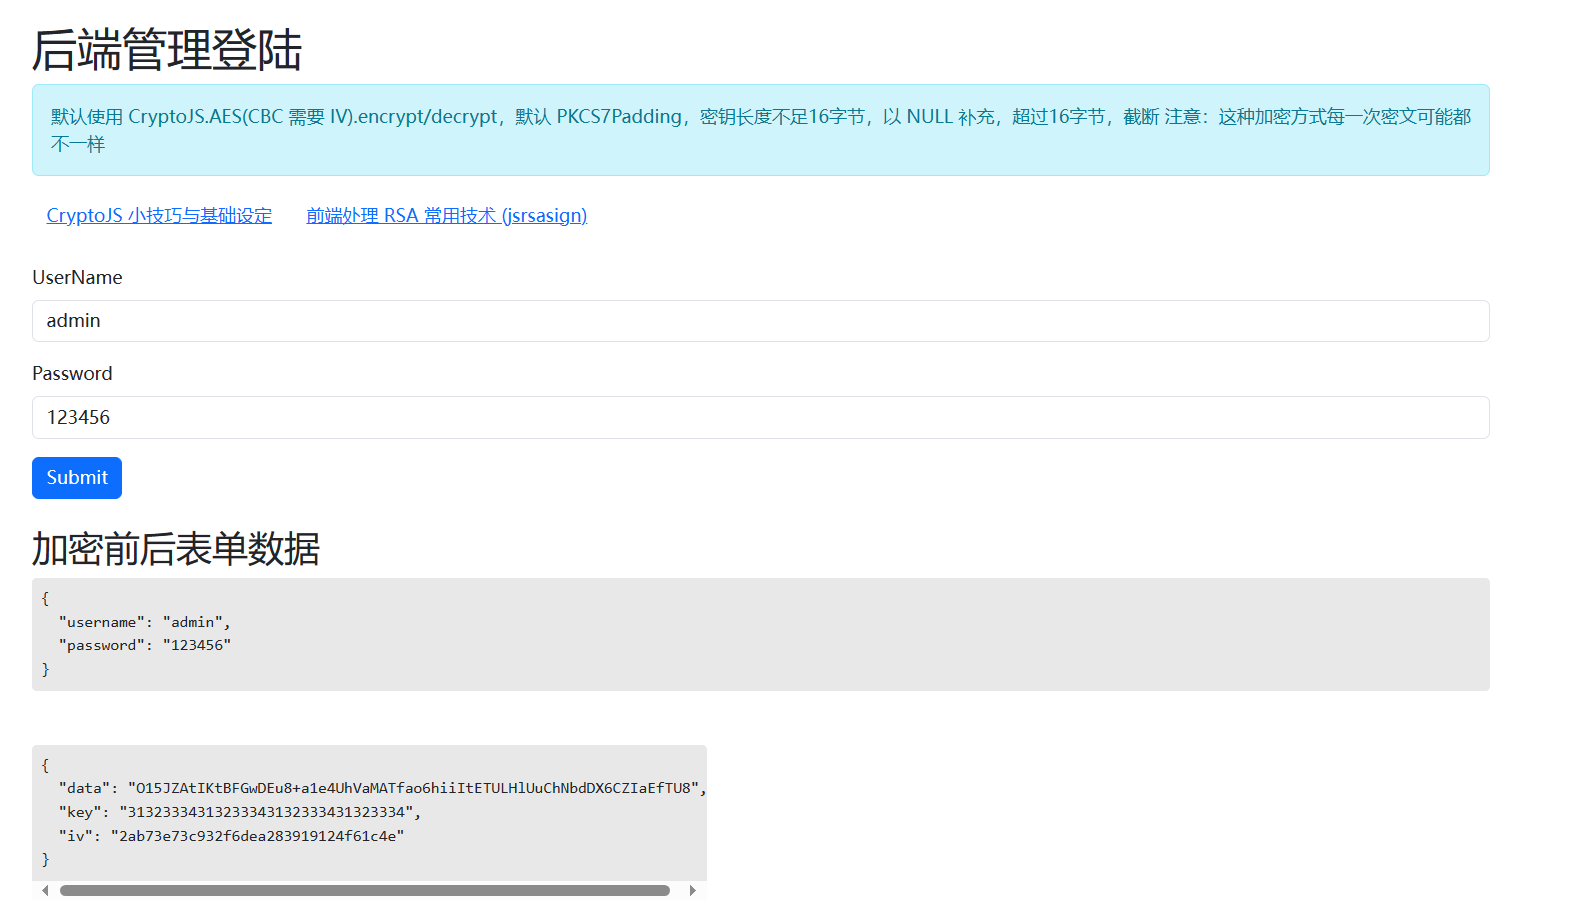 后端管理登陆
默认使用 CryptoJS.AES(CBC 需要 IV).encrypt/decrypt，默认 PKCS7Padding，密钥长度不足16字节，以 NULL 补充，超过16字节，截断 注意：这种加密方式每一次密文可能都
不一样
CryptoJS 小技巧与基础设定 前端处理 RSA 常用技术 (jsrsasign)
UserName
admin
Password
123456
Submit
加密前后表单数据
{
"username": "admin",
"password": "123456"
}
{
"data": "O15JZAtIKtBFGwDEu8+a1e4UhVaMATfao6hiiItETULHlUuChNbdDX6CZIaEfTU8",
"key": "31323334313233343132333431323334",
"iv": "2ab73e73c932f6dea283919124f61c4e"
}